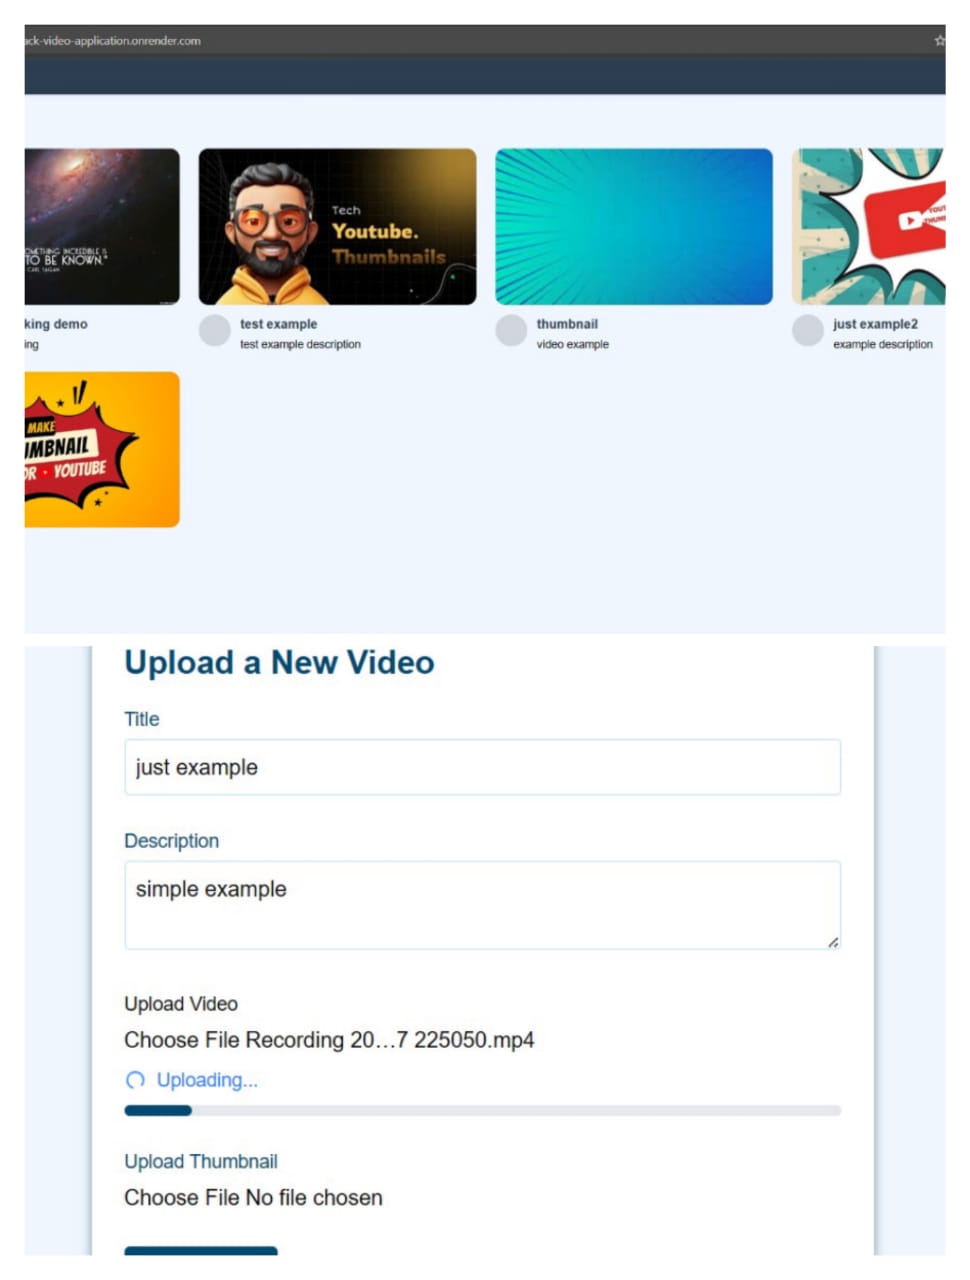 ack-video-application.onrender.com
SOMETHING INCREDIBLE IS
TO BE KNOWN."
CARL SAGAN
Tech
Youtube.
Thumbnails
YOUT
king demo
ing
test example
test example description
thumbnail
video example
just example2
example description
MAKE
UMBNAIL
OR YOUTUBE
Upload a New Video
Title
just example
Description
simple example
Upload Video
Choose File Recording 20...7 225050.mp4
Uploading...
Upload Thumbnail
Choose File No file chosen